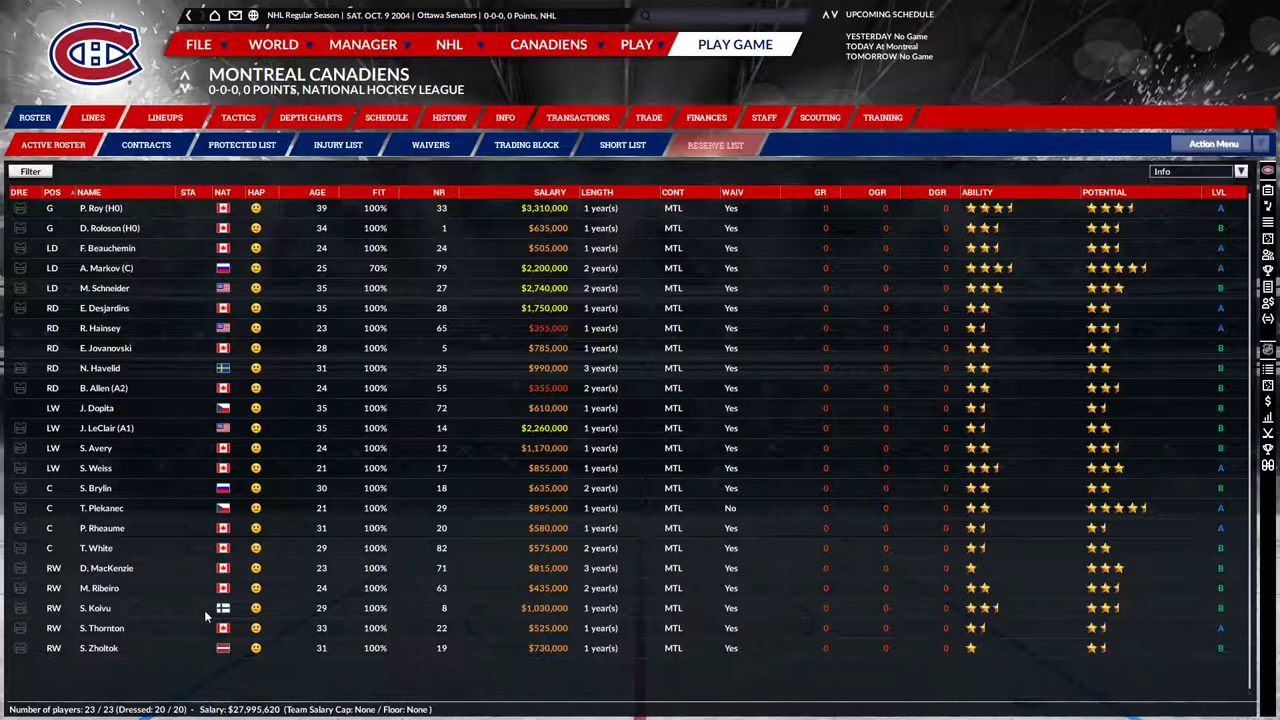 NHL Regular Season | SAT. OCT. 9 2004 | Ottawa Senators | 0-0-0, 0 Points, NHL
UPCOMING SCHEDULE
YESTERDAY No Game
TODAY At Montreal
TOMORROW No Game
FILE WORLD MANAGER NHL CANADIENS PLAY PLAY GAME
MONTREAL CANADIENS
0-0-0, 0 POINTS, NATIONAL HOCKEY LEAGUE
ROSTER LINES LINEUPS TACTICS DEPTH CHARTS SCHEDULE HISTORY INFO TRANSACTIONS TRADE FINANCES STAFF SCOUTING TRAINING
ACTIVE ROSTER CONTRACTS PROTECTED LIST INJURY LIST WAIVERS TRADING BLOCK SHORT LIST RESERVE LIST Action Menu
Filter Info
DRE POS NAME STA NAT HAP AGE FIT NR SALARY LENGTH CONT WAIV GR OGR DGR ABILITY POTENTIAL LVL
G P. Roy (H0) 39 100% 33 $3,310,000 1 year(s) MTL Yes 0 0 0 A
G D. Roloson (H0) 34 100% 1 $635,000 1 year(s) MTL Yes 0 0 0 B
LD F. Beauchemin 24 100% 24 $505,000 1 year(s) MTL Yes 0 0 0 A
LD A. Markov (C) 25 70% 79 $2,200,000 2 year(s) MTL Yes 0 0 0 A
LD M. Schneider 35 100% 27 $2,740,000 2 year(s) MTL Yes 0 0 0 B
RD E. Desjardins 35 100% 28 $1,750,000 1 year(s) MTL Yes 0 0 0 A
RD R. Hainsey 23 100% 65 $355,000 1 year(s) MTL Yes 0 0 0 A
RD E. Jovanovski 28 100% 5 $785,000 1 year(s) MTL Yes 0 0 0 B
RD N. Havelid 31 100% 25 $990,000 3 year(s) MTL Yes 0 0 0 B
RD B. Allen (A2) 24 100% 55 $355,000 2 year(s) MTL Yes 0 0 0 B
LW J. Dopita 35 100% 72 $610,000 1 year(s) MTL Yes 0 0 0 B
LW J. LeClair (A1) 35 100% 14 $2,260,000 1 year(s) MTL Yes 0 0 0 B
LW S. Avery 24 100% 12 $1,170,000 1 year(s) MTL Yes 0 0 0 B
LW S. Weiss 21 100% 17 $855,000 1 year(s) MTL Yes 0 0 0 A
C S. Brylin 30 100% 18 $635,000 2 year(s) MTL Yes 0 0 0 B
C T. Plekanec 21 100% 29 $895,000 1 year(s) MTL No 0 0 0 A
C P. Rheaume 31 100% 20 $580,000 1 year(s) MTL Yes 0 0 0 A
C T. White 29 100% 82 $575,000 2 year(s) MTL Yes 0 0 0 B
RW D. MacKenzie 23 100% 71 $815,000 3 year(s) MTL Yes 0 0 0 B
RW M. Ribeiro 24 100% 63 $435,000 2 year(s) MTL Yes 0 0 0 B
RW S. Koivu 29 100% 8 $1,030,000 1 year(s) MTL Yes 0 0 0 B
RW S. Thornton 33 100% 22 $525,000 1 year(s) MTL Yes 0 0 0 A
RW S. Zholtok 31 100% 19 $730,000 1 year(s) MTL Yes 0 0 0 B
Number of players: 23 / 23 (Dressed: 20 / 20) - Salary: $27,995,620 (Team Salary Cap: None / Floor: None )